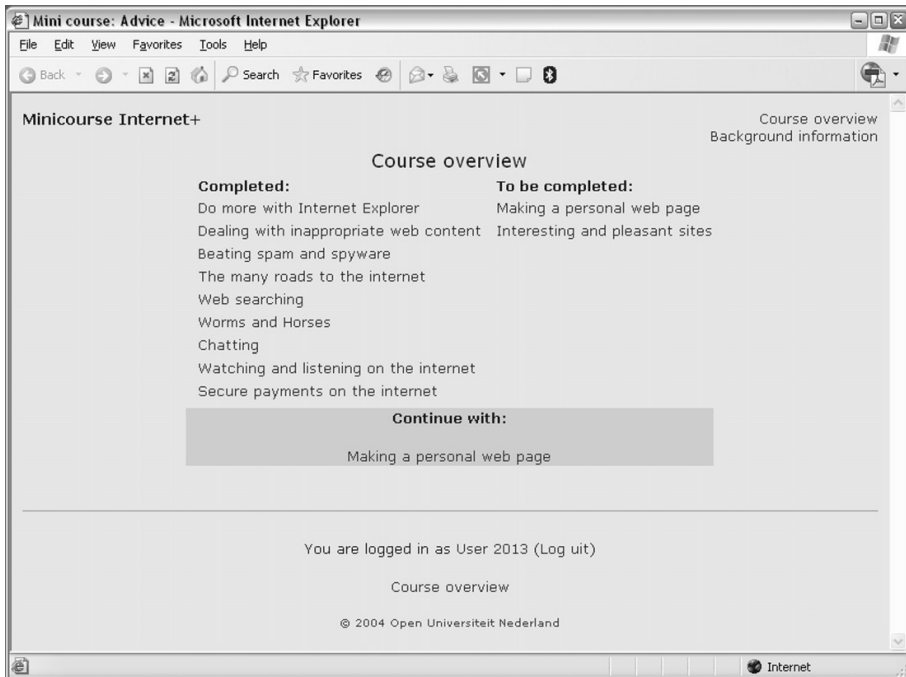 Mini course: Advice - Microsoft Internet Explorer
File Edit View Favorites Tools Help
Back Search Favorites
Minicourse Internet+
Course overview
Background information
Course overview
Completed:
Do more with Internet Explorer
Dealing with inappropriate web content
Beating spam and spyware
The many roads to the internet
Web searching
Worms and Horses
Chatting
Watching and listening on the internet
Secure payments on the internet
To be completed:
Making a personal web page
Interesting and pleasant sites
Continue with:
Making a personal web page
You are logged in as User 2013 (Log uit)
Course overview
© 2004 Open Universiteit Nederland
Internet